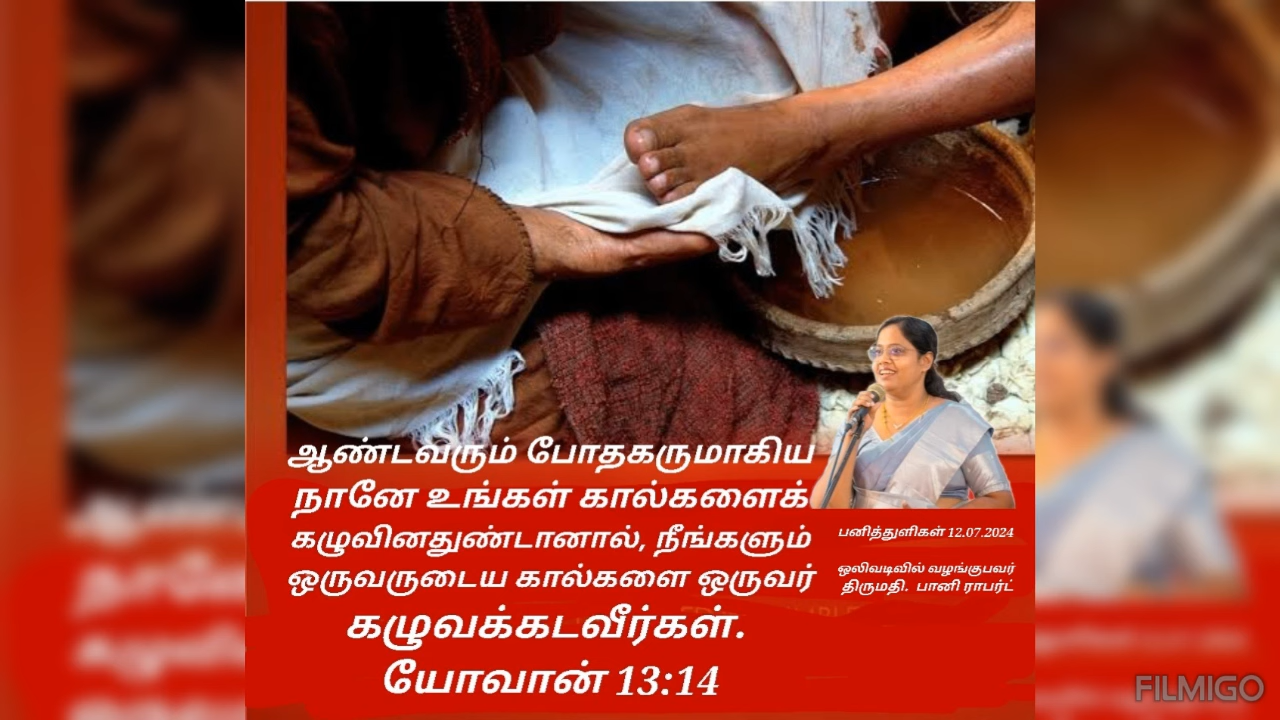 ஆண்டவரும் போதகருமாகிய
நானே உங்கள் கால்களைக்
கழுவினதுண்டானால், நீங்களும்
ஒருவருடைய கால்களை ஒருவர்
கழுவக்கடவீர்கள்.
யோவான் 13:14
பனித்துளிகள் 12.07.2024
ஒலிவடிவில் வழங்குபவர்
திருமதி. பானி ராபர்ட்
FILMIGO